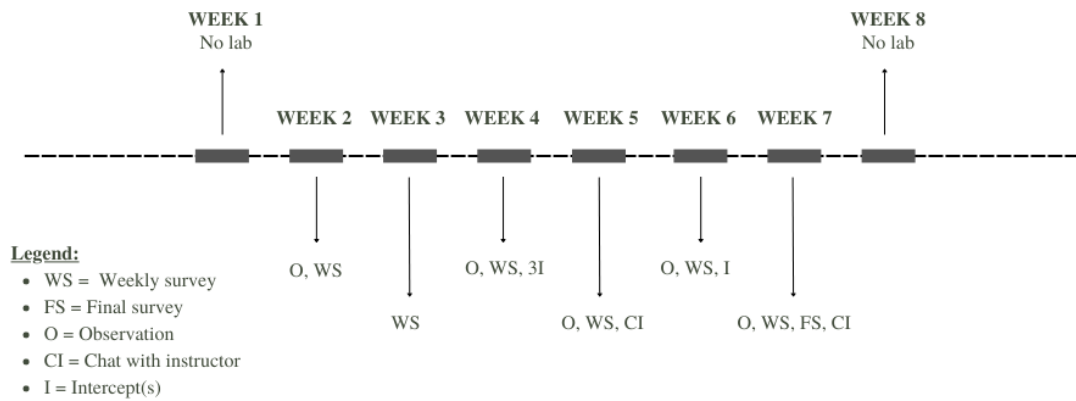 WEEK 1
No lab
WEEK 8
No lab
WEEK 2
WEEK 3
WEEK 4
WEEK 5
WEEK 6
WEEK 7
O, WS
WS
O, WS, 3I
O, WS, CI
O, WS, I
O, WS, FS, CI
Legend:
• WS = Weekly survey
• FS = Final survey
• O = Observation
• CI = Chat with instructor
• I = Intercept(s)